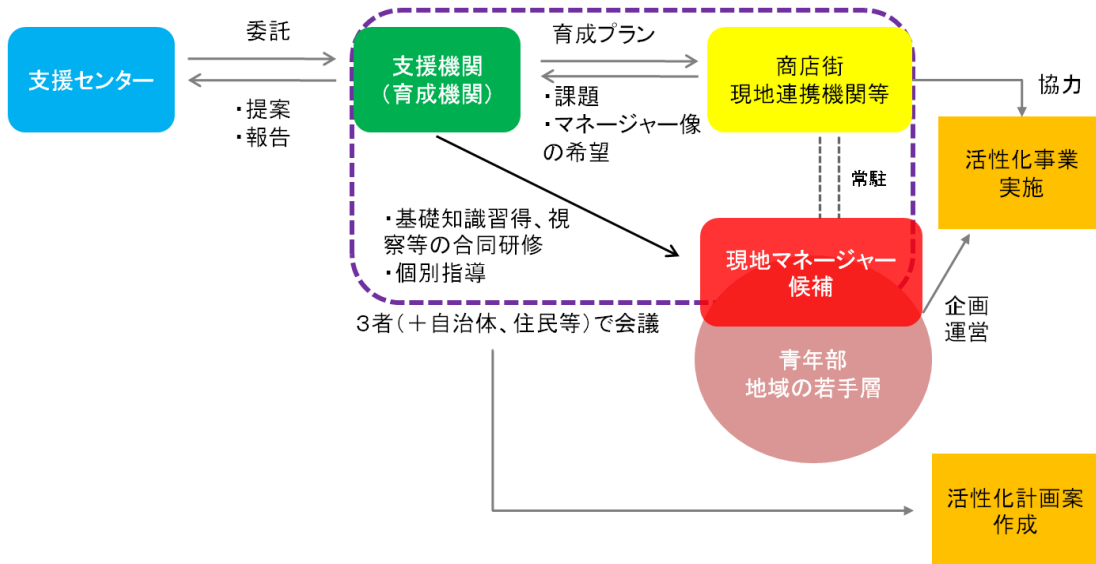 支援センター
委託
・提案
・報告
支援機関
（育成機関）
育成プラン
・課題
・マネージャー像
の希望
商店街
現地連携機関等
協力
活性化事業
実施
常駐
・基礎知識習得、視
察等の合同研修
・個別指導
現地マネージャー
候補
企画
運営
3者（＋自治体、住民等）で会議
青年部
地域の若手層
活性化計画案
作成